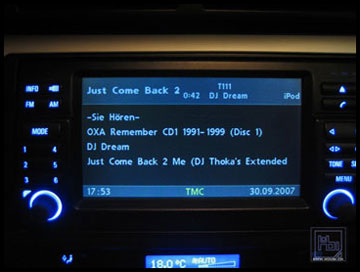 Just Come Back 2
T111
0:42 DJ Dream iPod
-Sie Hören-
OXA Remember CD1 1991-1999 (Disc 1)
DJ Dream
Just Come Back 2 Me (DJ Thoka's Extended
17:53 TMC 30.09.2007
INFO
FM AM
MODE
1 4
2 5
3 6
TONE
MENU
18.0°C AUTO